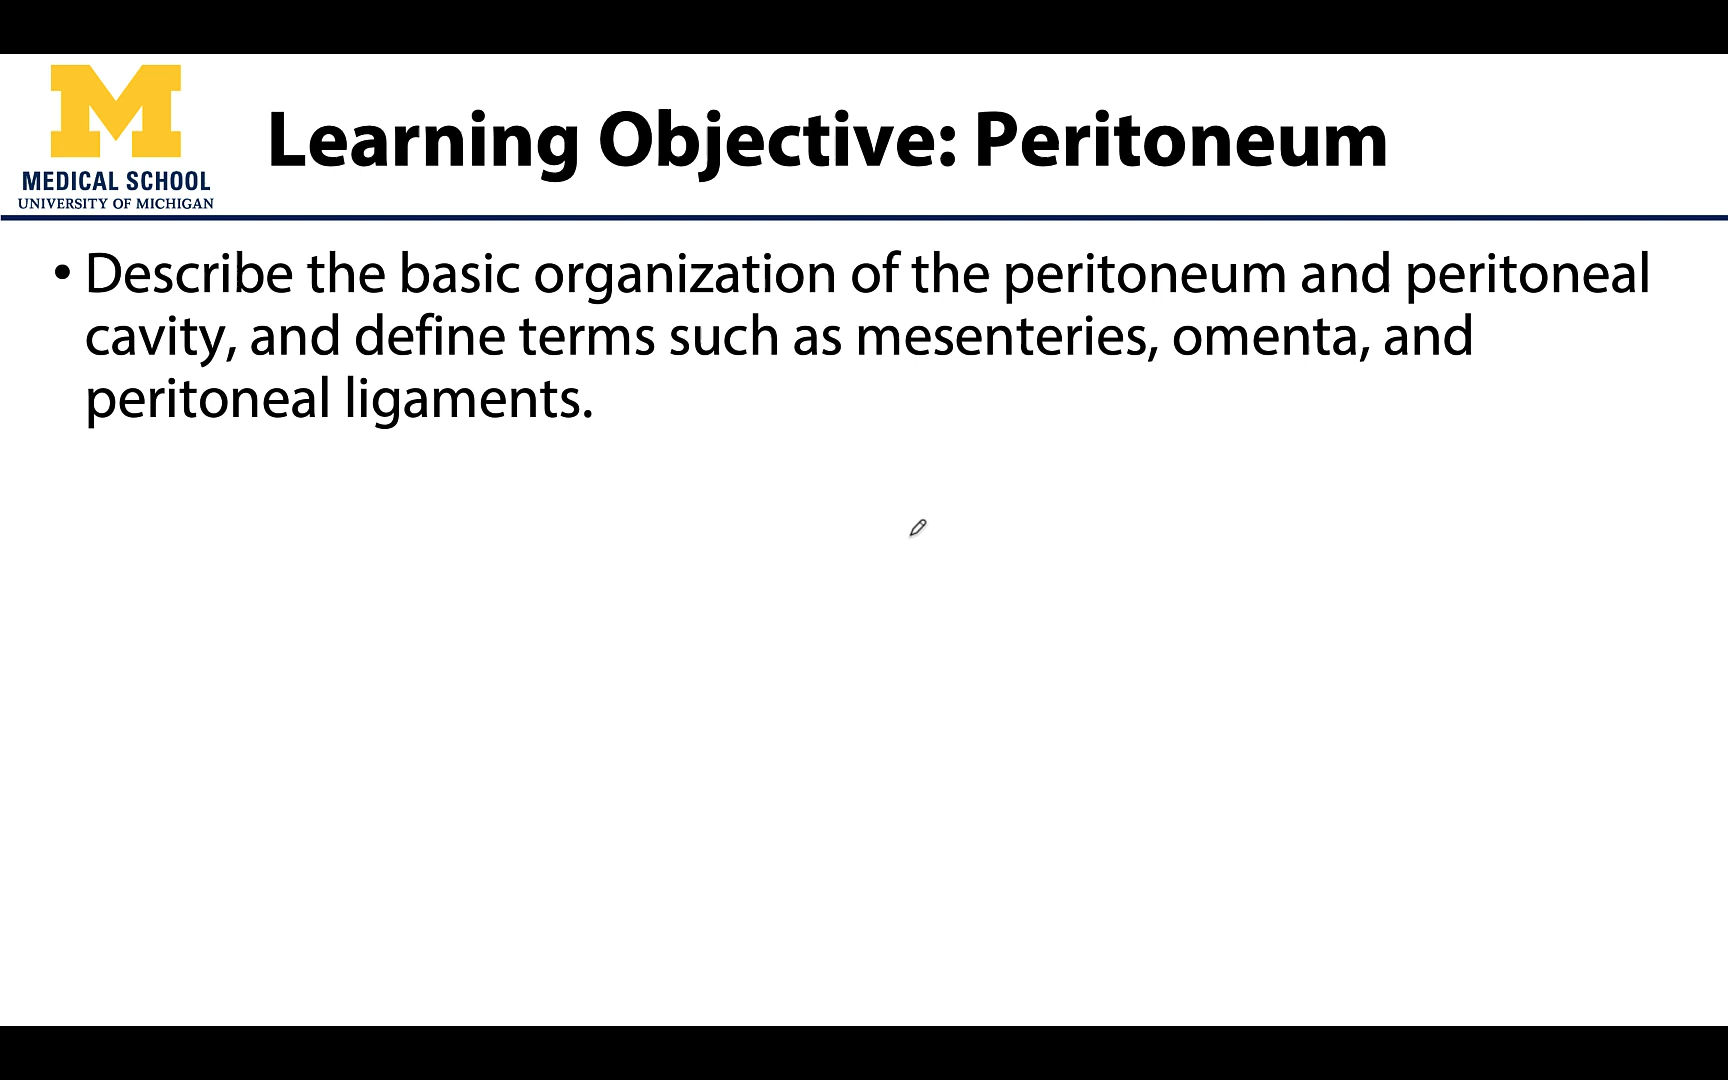 M
MEDICAL SCHOOL
UNIVERSITY OF MICHIGAN
Learning Objective: Peritoneum
• Describe the basic organization of the peritoneum and peritoneal
cavity, and define terms such as mesenteries, omenta, and
peritoneal ligaments.